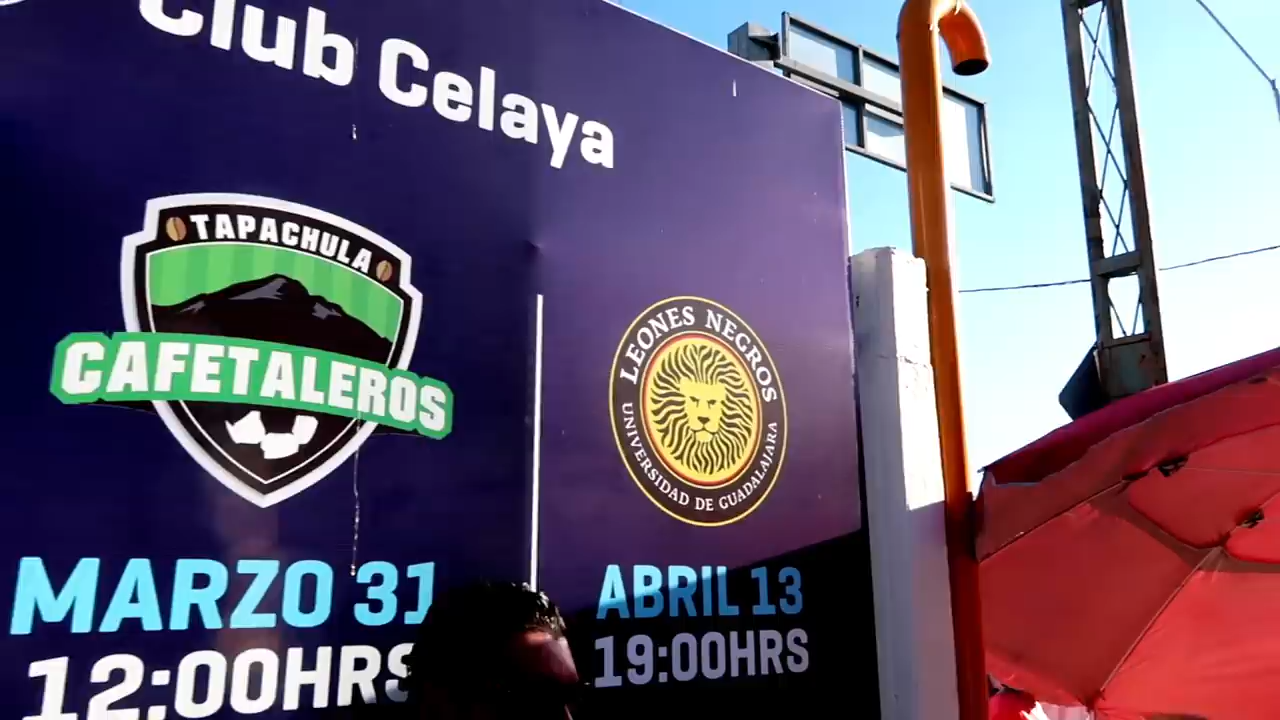 Club Celaya
TAPACHULA
CAFETALEROS
MARZO 31
12:00HRS
LEONES NEGROS
UNIVERSIDAD DE GUADALAJARA
ABRIL 13
19:00HRS